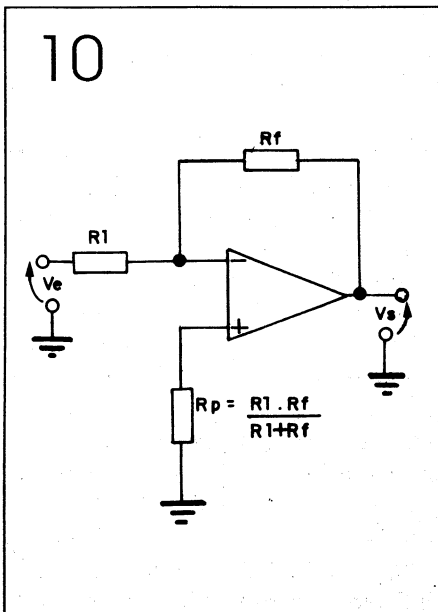 10
Rf
R1
Ve
−
+
Vs
Rp = R1 . Rf
R1+Rf